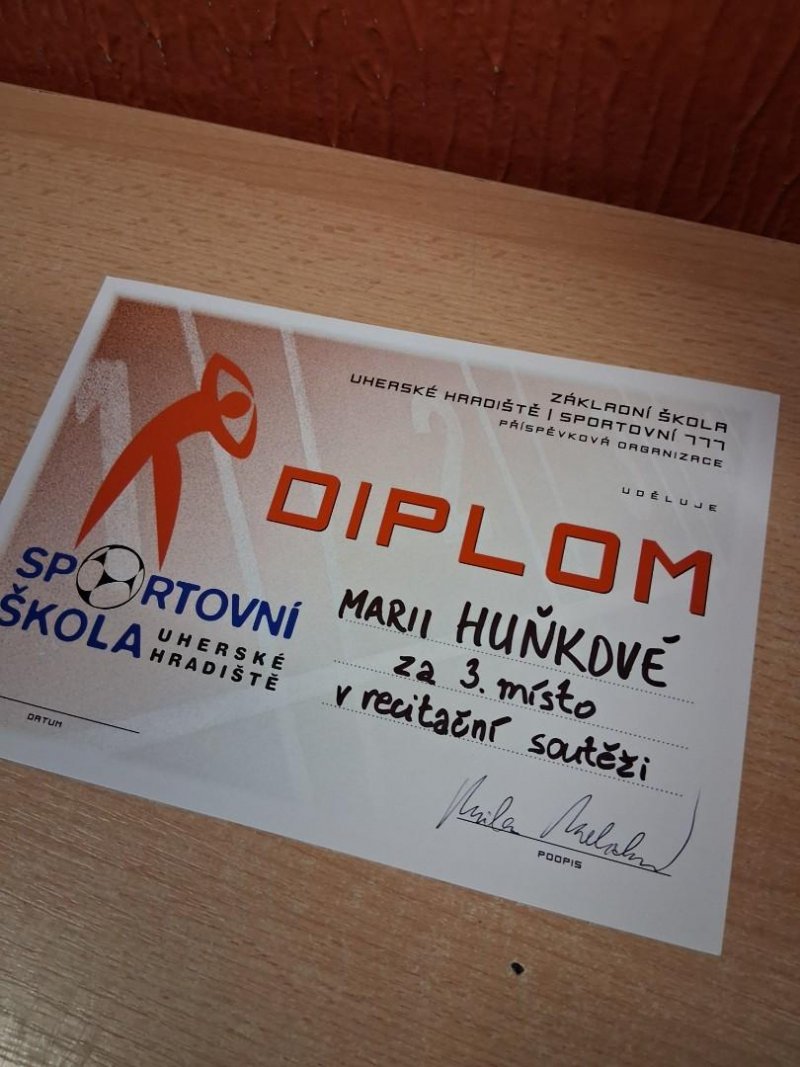 ZÁKLADNÍ ŠKOLA
UHERSKÉ HRADIŠTĚ | SPORTOVNÍ 777
PŘÍSPĚVKOVÁ ORGANIZACE
UDĚLUJE
DIPLOM
MARII HUŇKOVÉ
za 3. místo
v recitační soutěži
SPORTOVNÍ
ŠKOLA UHERSKÉ
HRADIŠTĚ
DATUM
PODPIS